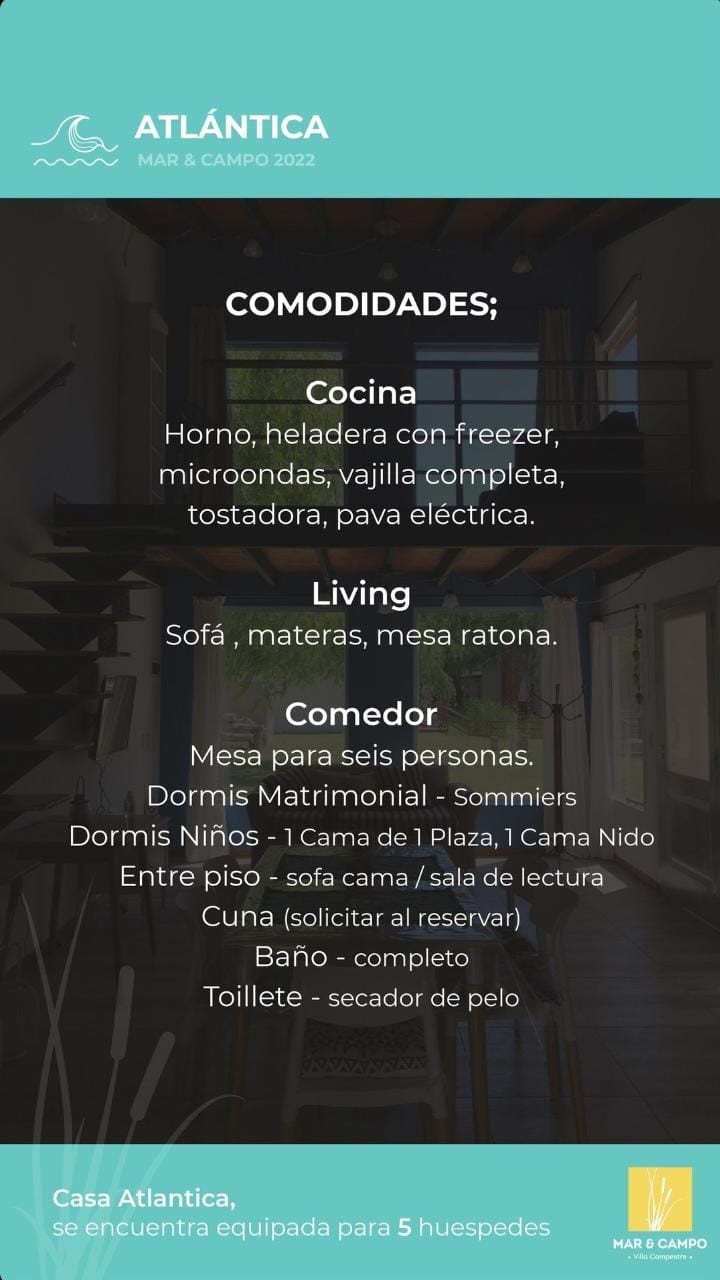 ATLÁNTICA
MAR & CAMPO 2022
COMODIDADES;
Cocina
Horno, heladera con freezer,
microondas, vajilla completa,
tostadora, pava eléctrica.
Living
Sofá , materas, mesa ratona.
Comedor
Mesa para seis personas.
Dormis Matrimonial - Sommiers
Dormis Niños - 1 Cama de 1 Plaza, 1 Cama Nido
Entre piso - sofa cama / sala de lectura
Cuna (solicitar al reservar)
Baño - completo
Toillete - secador de pelo
Casa Atlantica,
se encuentra equipada para 5 huespedes
MAR & CAMPO
• Villa Campestre •